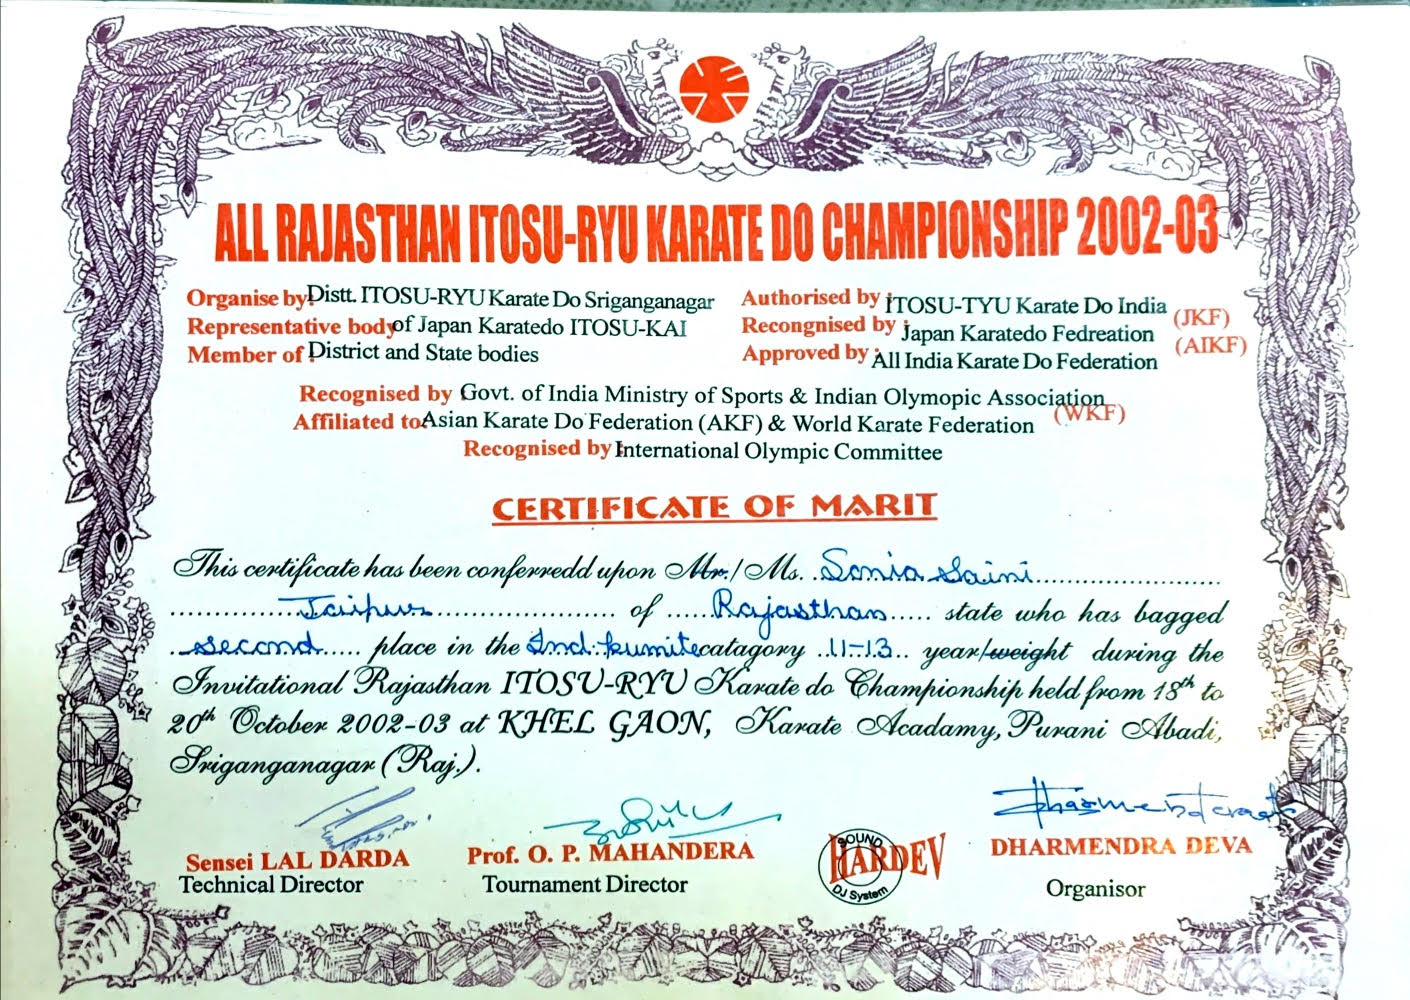 ALL RAJASTHAN ITOSU-RYU KARATE DO CHAMPIONSHIP 2002-03
Organise by: Distt. ITOSU-RYU Karate Do Sriganganagar
Representative body of Japan Karatedo ITOSU-KAI
Member of District and State bodies
Authorised by : ITOSU-TYU Karate Do India
Recongnised by : Japan Karatedo Fedreation (JKF)
Approved by : All India Karate Do Federation (AIKF)
Recognised by Govt. of India Ministry of Sports & Indian Olymopic Association
Affiliated to Asian Karate Do Federation (AKF) & World Karate Federation (WKF)
Recognised by International Olympic Committee
CERTIFICATE OF MARIT
This certificate has been conferredd upon Mr./Ms. Sonia Saini
Jaipur of Rajasthan state who has bagged
second place in the Ind. kumite catagory 11-13 year/weight during the
Invitational Rajasthan ITOSU-RYU Karate do Championship held from 18th to
20th October 2002-03 at KHEL GAON, Karate Acadamy, Purani Abadi,
Sriganganagar (Raj.).
Sensei LAL DARDA
Technical Director
Prof. O. P. MAHANDERA
Tournament Director
SOUND
HARDEV
DJ System
DHARMENDRA DEVA
Organisor